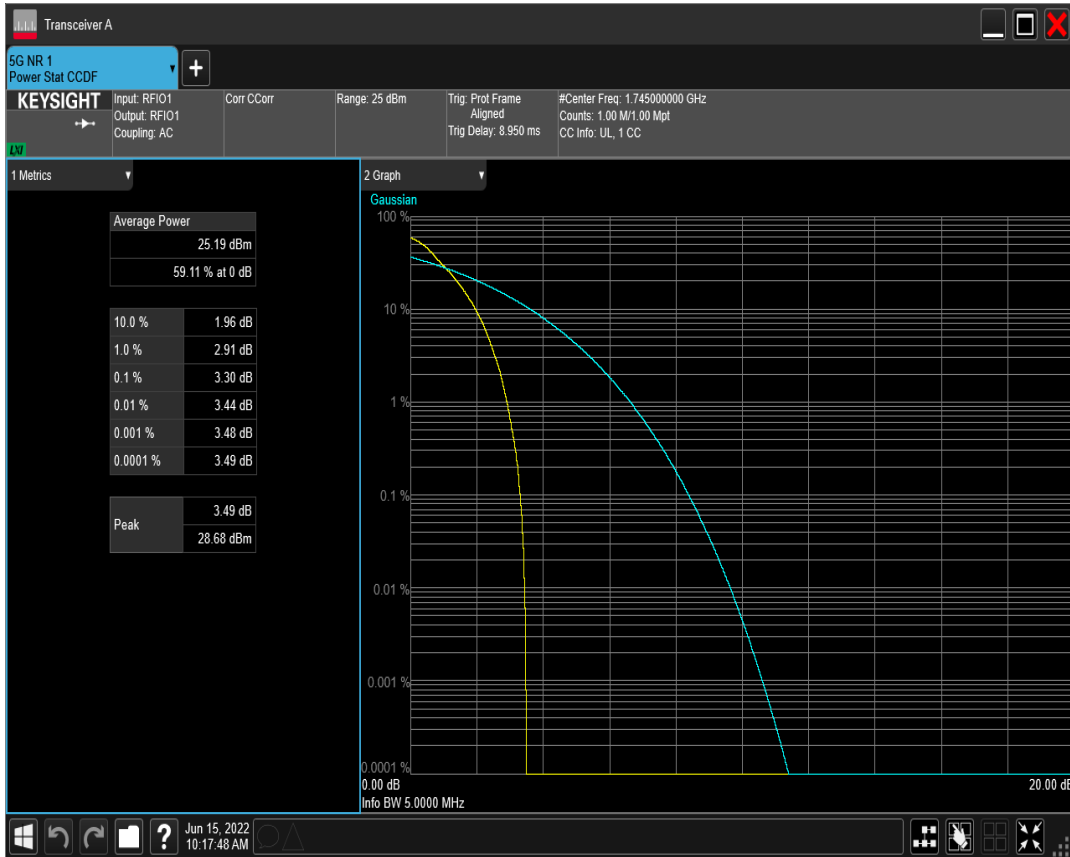 Transceiver A
5G NR 1
Power Stat CCDF
+
KEYSIGHT
LXI
Input: RFIO1
Output: RFIO1
Coupling: AC
Corr CCorr
Range: 25 dBm
Trig: Prot Frame
Aligned
Trig Delay: 8.950 ms
#Center Freq: 1.745000000 GHz
Counts: 1.00 M/1.00 Mpt
CC Info: UL, 1 CC
1 Metrics
Average Power
25.19 dBm
59.11 % at 0 dB
10.0 % 1.96 dB
1.0 % 2.91 dB
0.1 % 3.30 dB
0.01 % 3.44 dB
0.001 % 3.48 dB
0.0001 % 3.49 dB
Peak 3.49 dB
28.68 dBm
2 Graph
Gaussian
100 %
10 %
1 %
0.1 %
0.01 %
0.001 %
0.0001 %
0.00 dB 20.00 dB
Info BW 5.0000 MHz
?
Jun 15, 2022
10:17:48 AM